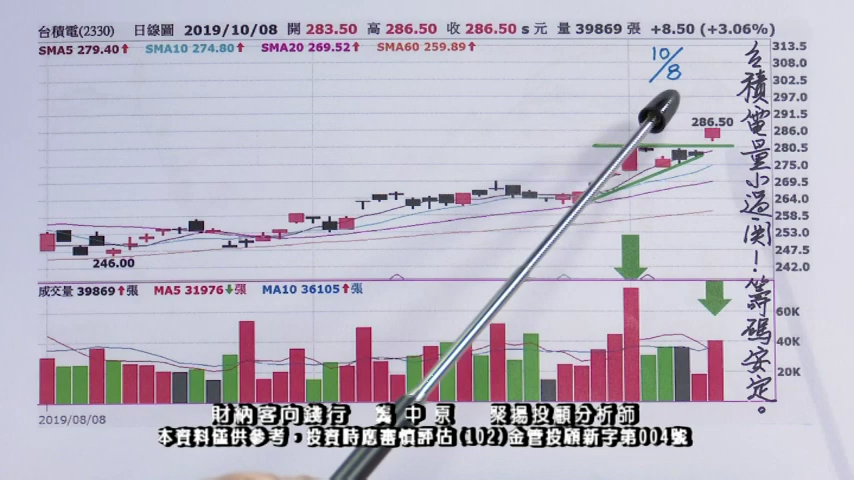 台積電(2330) 日線圖 2019/10/08 開 283.50 高 286.50 收 286.50 s 元 量 39869 張 +8.50 (+3.06%)
SMA5 279.40↑ SMA10 274.80↑ SMA20 269.52↑ SMA60 259.89↑
10/8
313.5
308.0
302.5
297.0
291.5
286.0
280.5
275.0
269.5
264.0
258.5
253.0
247.5
242.0
286.50
246.00
台積電量小過関！籌碼安定。
成交量 39869↑張 MA5 31976↓張 MA10 36105↑張
60K
40K
20K
2019/08/08
財納客向錢行 吳中京 聚揚投顧分析師
本資料僅供參考，投資時應審慎評估(102)金管投顧新字第004號